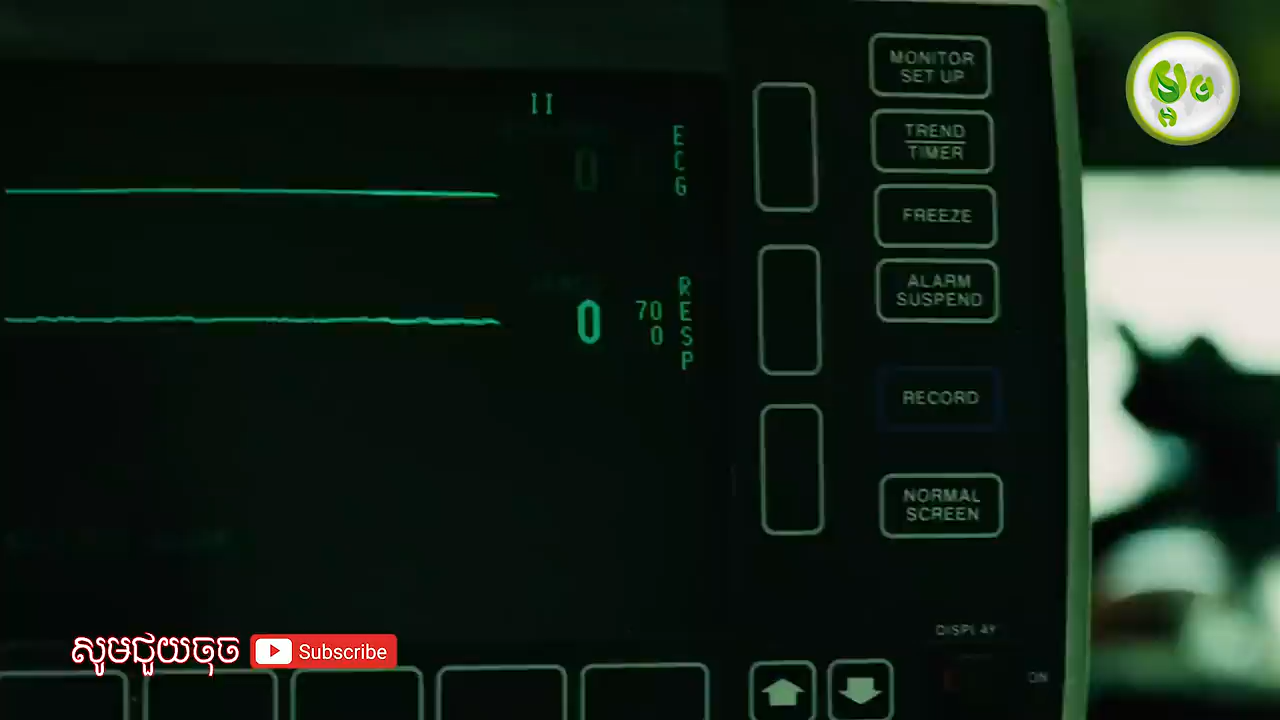 II
0
ECG
0
70
0
RESP
MONITOR
SET UP
TREND
TIMER
FREEZE
ALARM
SUSPEND
RECORD
NORMAL
SCREEN
DISPLAY
ON
សូមជួយចុច
Subscribe